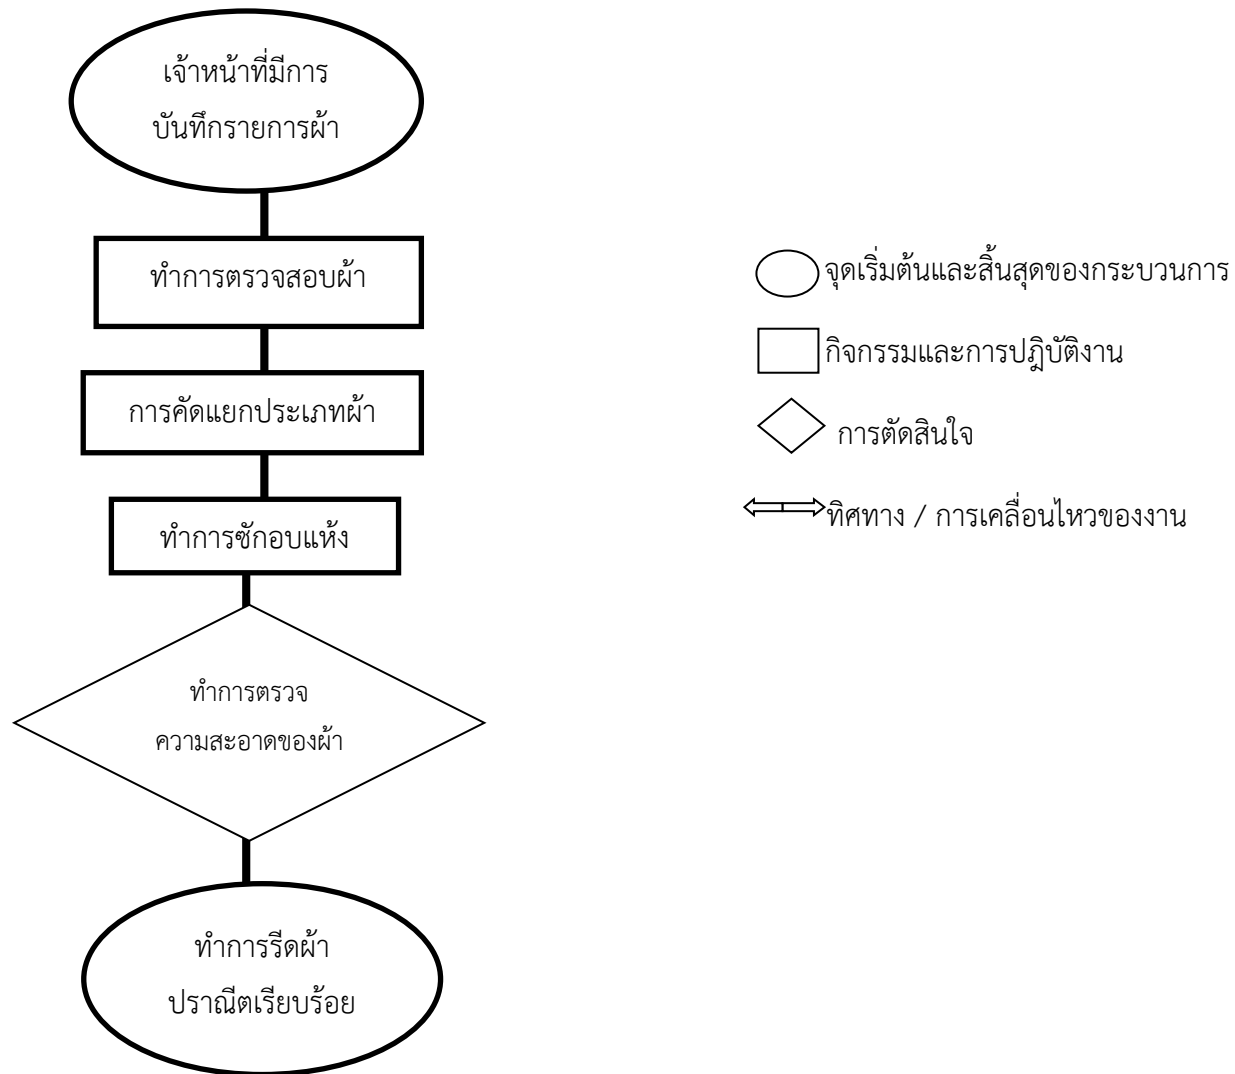 เจ้าหน้าที่มีการ
บันทึกรายการผ้า
ทำการตรวจสอบผ้า
การคัดแยกประเภทผ้า
ทำการซักอบแห้ง
ทำการตรวจ
ความสะอาดของผ้า
ทำการรีดผ้า
ปราณีตเรียบร้อย
จุดเริ่มต้นและสิ้นสุดของกระบวนการ
กิจกรรมและการปฎิบัติงาน
การตัดสินใจ
ทิศทาง / การเคลื่อนไหวของงาน